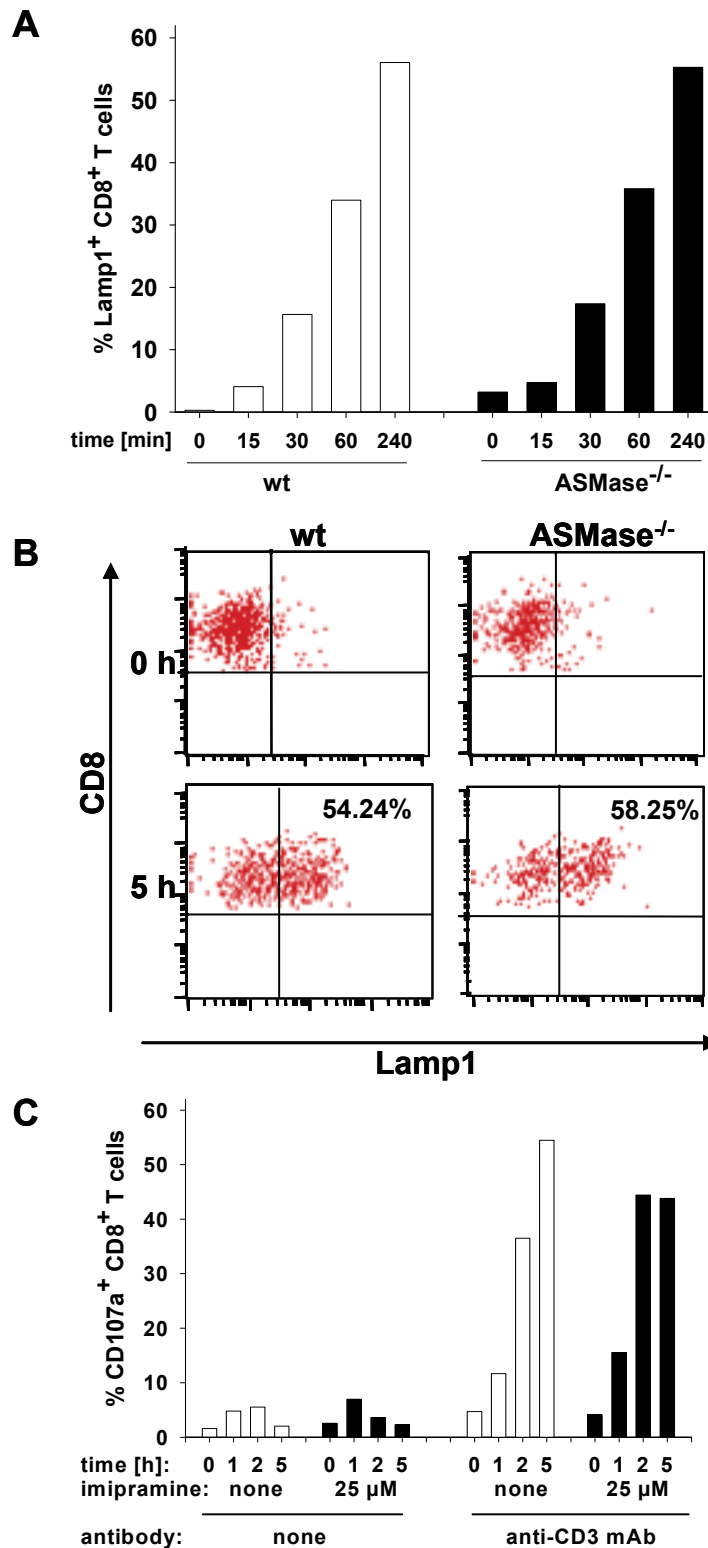 A
% Lamp1+ CD8+ T cells
60
50
40
30
20
10
0
time [min] 0 15 30 60 240 0 15 30 60 240
wt ASMase-/-
B
wt ASMase-/-
CD8
0 h
5 h
54.24% 58.25%
Lamp1
C
% CD107a+ CD8+ T cells
60
50
40
30
20
10
0
time [h]: 0 1 2 5 0 1 2 5 0 1 2 5 0 1 2 5
imipramine: none 25 µM none 25 µM
antibody: none anti-CD3 mAb